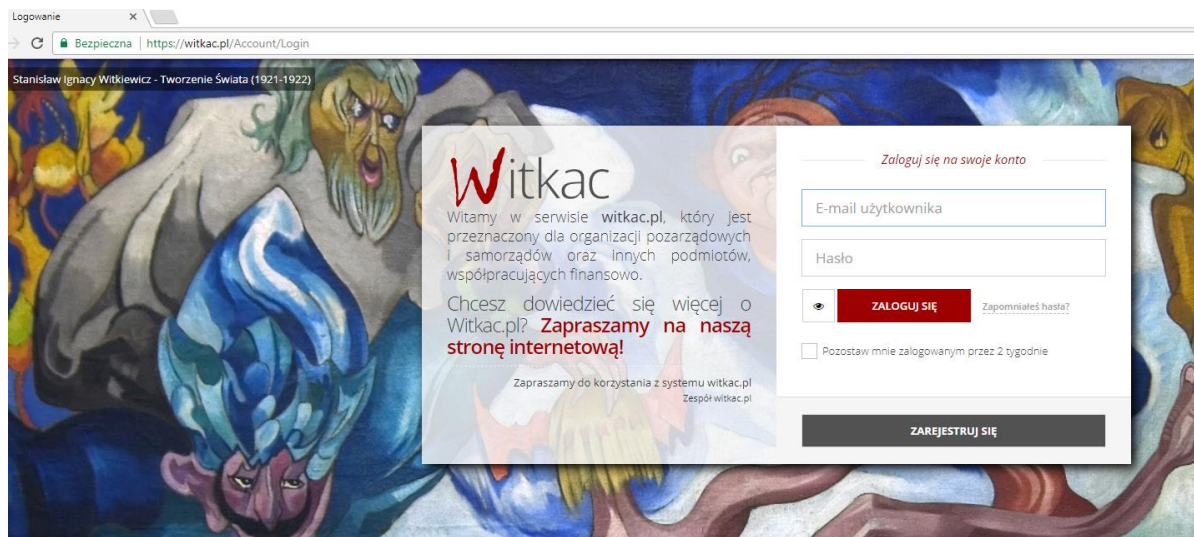 Logowanie
Bezpieczna | https://witkac.pl/Account/Login
Stanisław Ignacy Witkiewicz - Tworzenie Świata (1921-1922)
Witkac
Witamy w serwisie witkac.pl, który jest
przeznaczony dla organizacji pozarządowych
i samorządów oraz innych podmiotów,
współpracujących finansowo.
Chcesz dowiedzieć się więcej o
Witkac.pl? Zapraszamy na naszą
stronę internetową!
Zapraszamy do korzystania z systemu witkac.pl
Zespół witkac.pl
Zaloguj się na swoje konto
E-mail użytkownika
Hasło
ZALOGUJ SIĘ
Zapomniałeś hasła?
Pozostaw mnie zalogowanym przez 2 tygodnie
ZAREJESTRUJ SIĘ